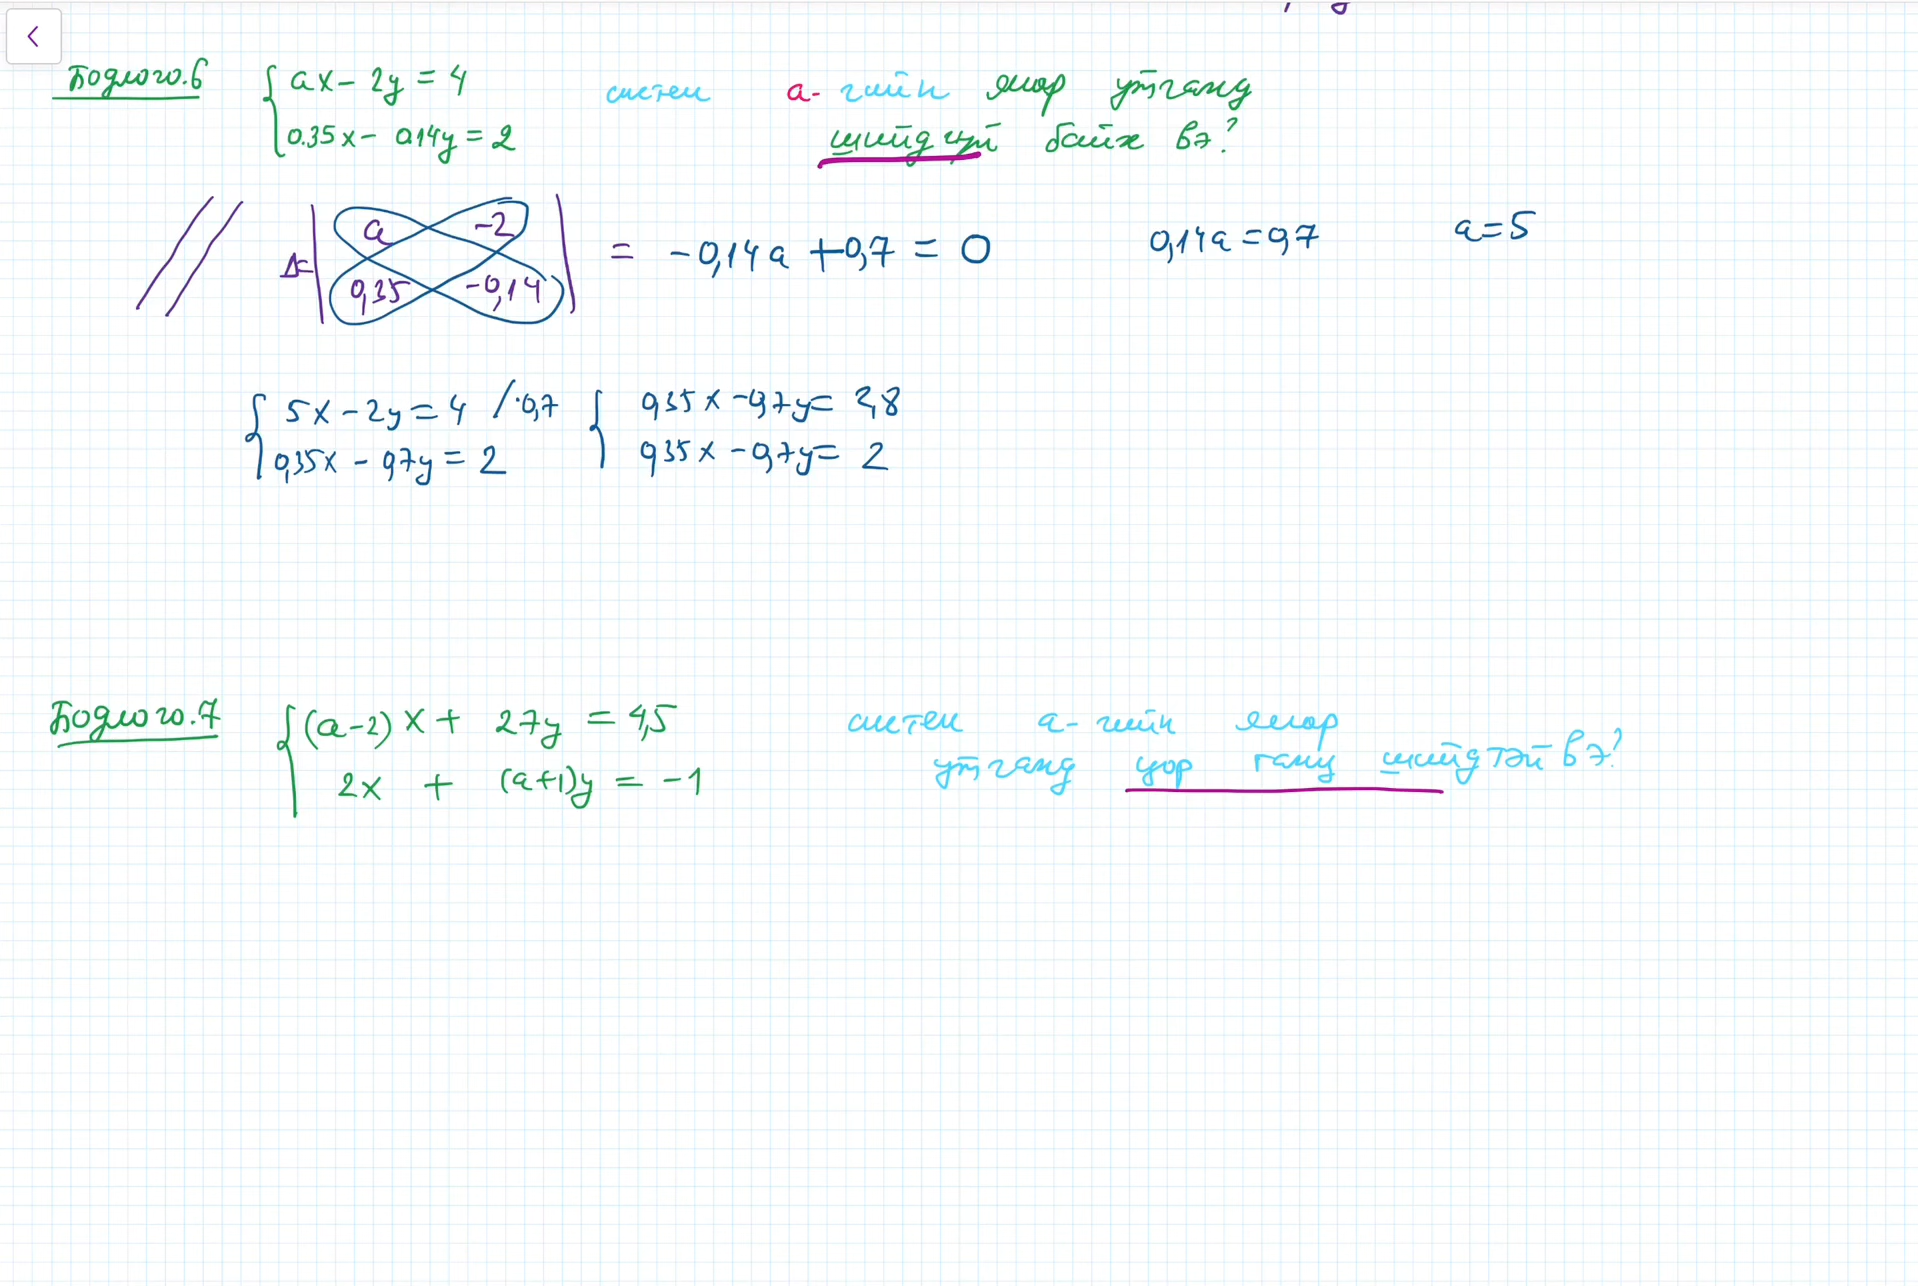 Бодлого.6 { ax - 2y = 4 систем a-гийн ямар утганд
0.35x - 0.14y = 2 шийдгүй байх вэ?
Δ= | a -2 | = -0,14a + 0,7 = 0 0,14a = 0,7 a = 5
0,35 -0,14
{ 5x - 2y = 4 / ·0,7 { 0,35x - 0,7y = 2,8
0,35x - 0,7y = 2 0,35x - 0,7y = 2
Бодлого.7 { (a-2)x + 27y = 4,5 систем a-гийн ямар
утганд цор ганц шийдтэй вэ?
2x + (a+1)y = -1